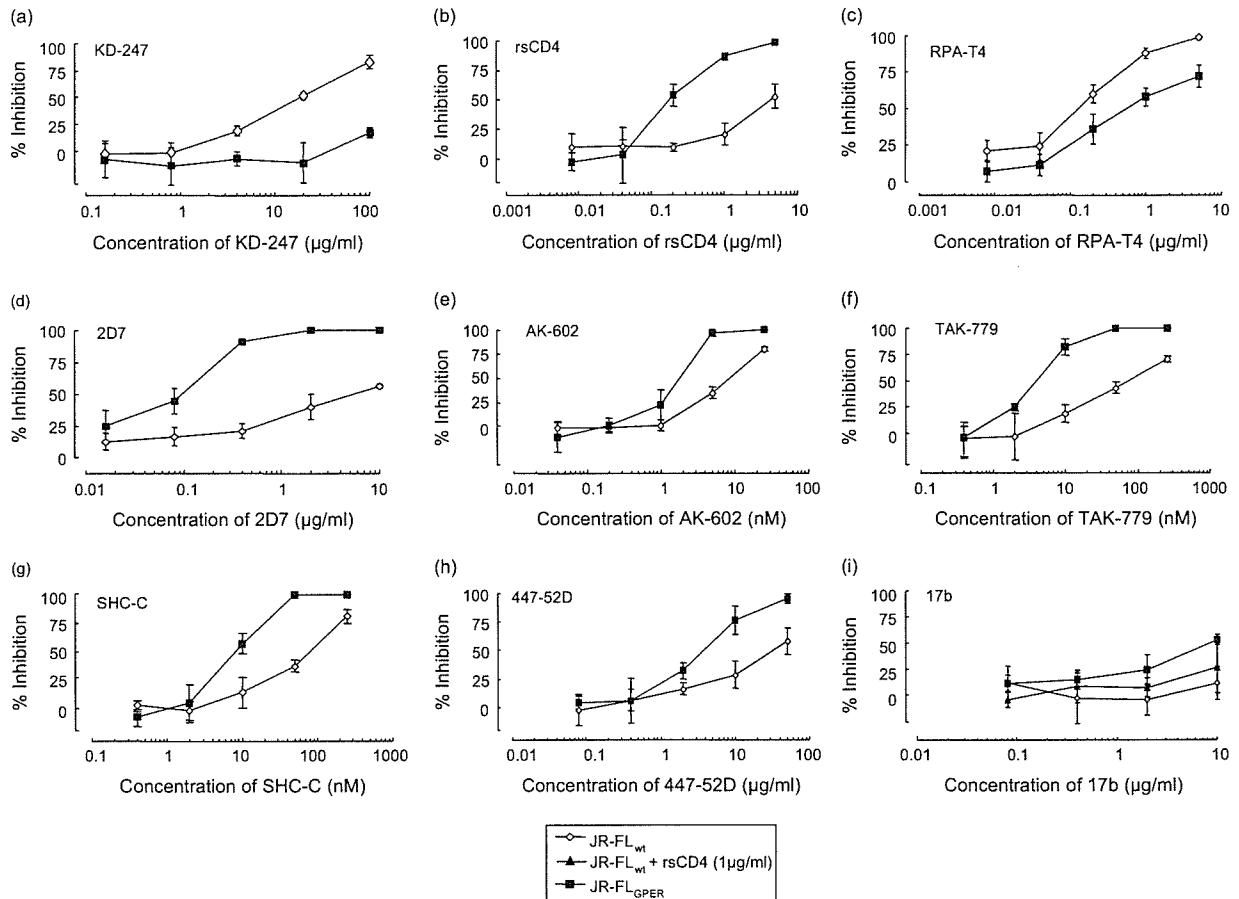 (a)
KD-247
% Inhibition
100
75
50
25
0
0.1
1
10
100
Concentration of KD-247 (µg/ml)
(b)
rsCD4
% Inhibition
100
75
50
25
0
0.001
0.01
0.1
1
10
Concentration of rsCD4 (µg/ml)
(c)
RPA-T4
% Inhibition
100
75
50
25
0
0.001
0.01
0.1
1
10
Concentration of RPA-T4 (µg/ml)
(d)
2D7
% Inhibition
100
75
50
25
0
0.01
0.1
1
10
Concentration of 2D7 (µg/ml)
(e)
AK-602
% Inhibition
100
75
50
25
0
0.01
0.1
1
10
100
Concentration of AK-602 (nM)
(f)
TAK-779
% Inhibition
100
75
50
25
0
0.1
1
10
100
1000
Concentration of TAK-779 (nM)
(g)
SHC-C
% Inhibition
100
75
50
25
0
0.1
1
10
100
1000
Concentration of SHC-C (nM)
(h)
447-52D
% Inhibition
100
75
50
25
0
0.01
0.1
1
10
100
Concentration of 447-52D (µg/ml)
(i)
17b
% Inhibition
100
75
50
25
0
0.01
0.1
1
10
Concentration of 17b (µg/ml)
JR-FLwt
JR-FLwt + rsCD4 (1µg/ml)
JR-FLGPER